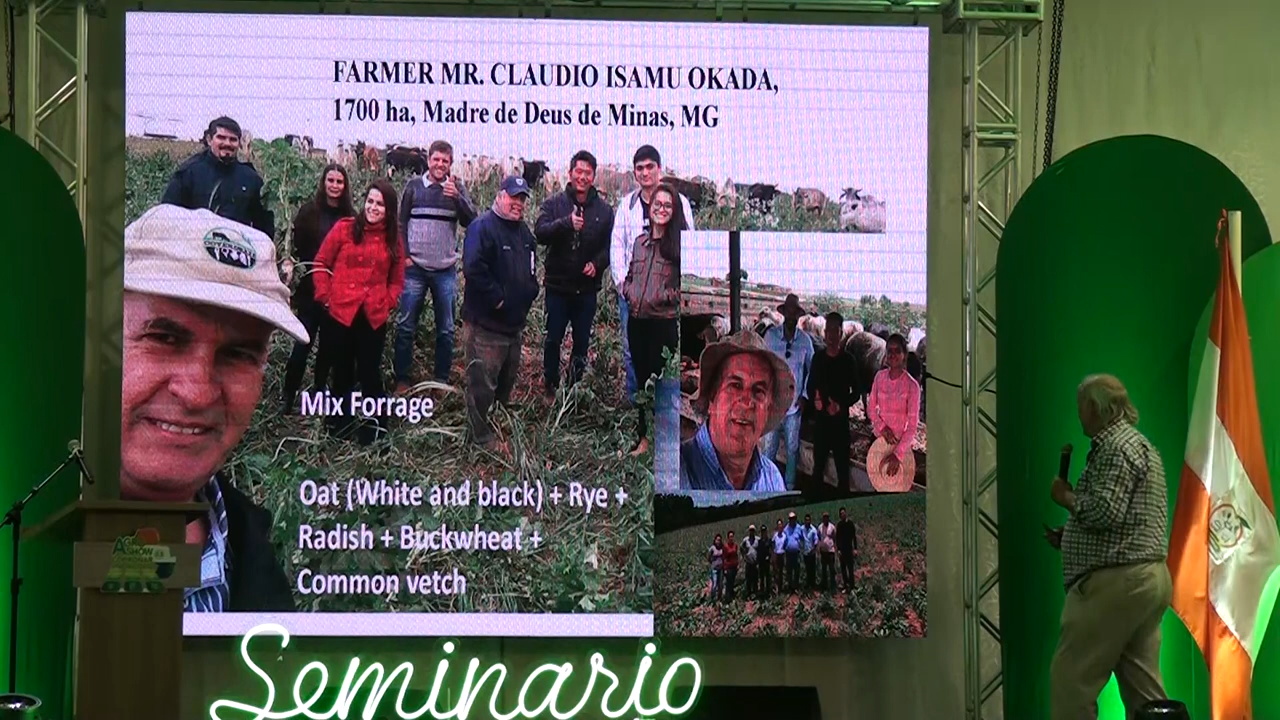 FARMER MR. CLAUDIO ISAMU OKADA,
1700 ha, Madre de Deus de Minas, MG
Mix Forrage
Oat (White and black) + Rye +
Radish + Buckwheat +
Common vetch
Seminario